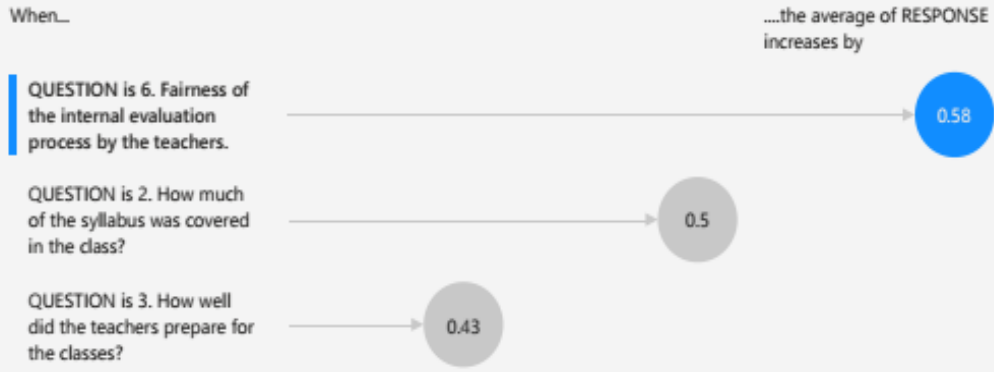 When...
....the average of RESPONSE
increases by
QUESTION is 6. Fairness of
the internal evaluation
process by the teachers.
0.58
QUESTION is 2. How much
of the syllabus was covered
in the class?
0.5
QUESTION is 3. How well
did the teachers prepare for
the classes?
0.43